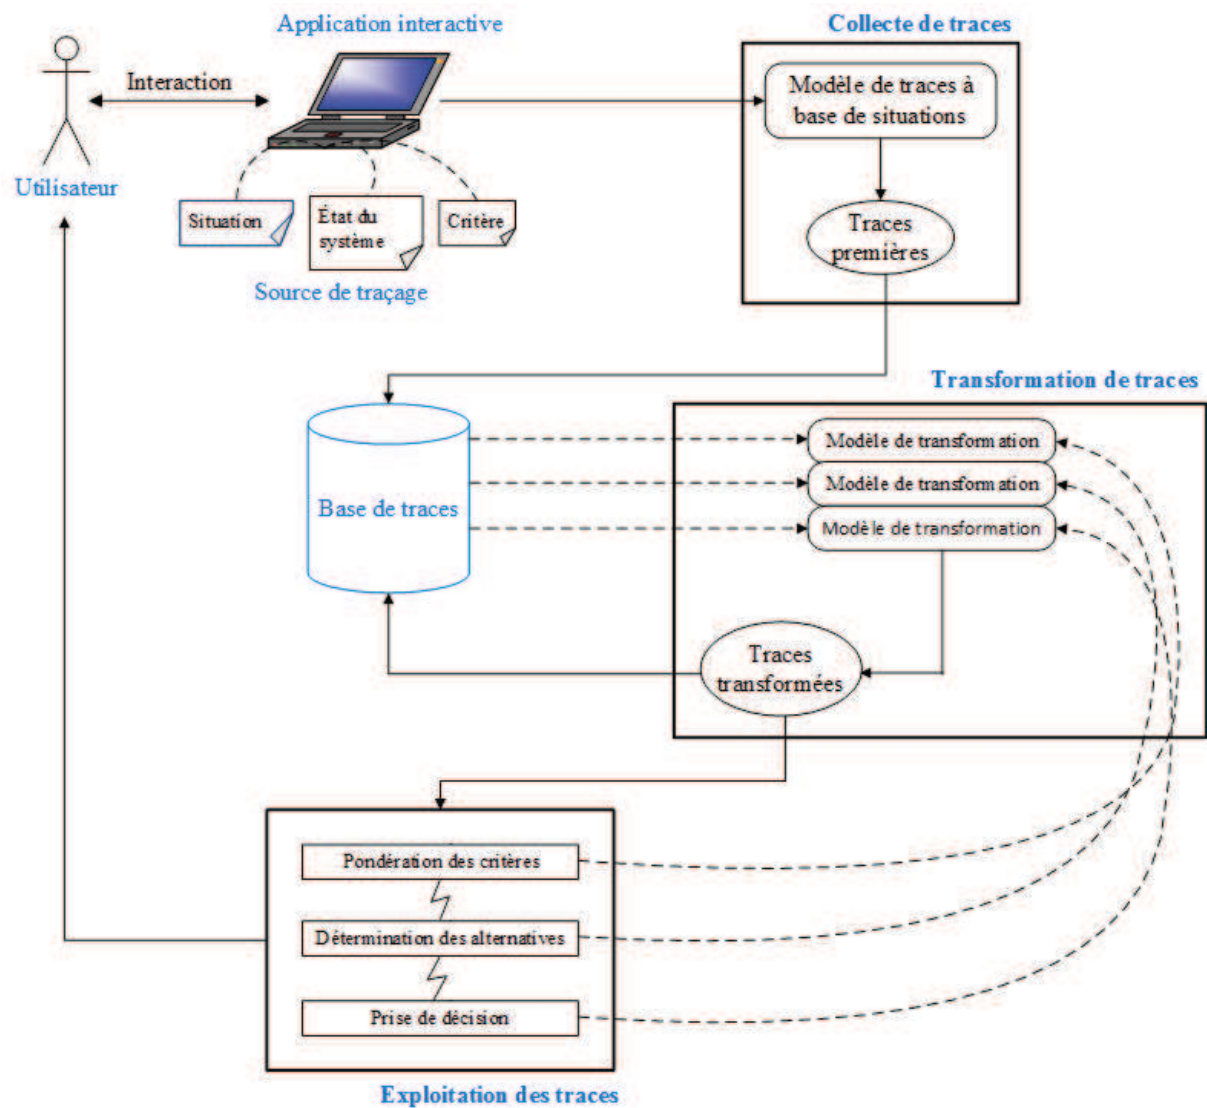 Application interactive
Collecte de traces
Interaction
Modèle de traces à
base de situations
Utilisateur
Situation
État du
système
Critère
Traces
premières
Source de traçage
Transformation de traces
Modèle de transformation
Modèle de transformation
Modèle de transformation
Base de traces
Traces
transformées
Pondération des critères
Détermination des alternatives
Prise de décision
Exploitation des traces